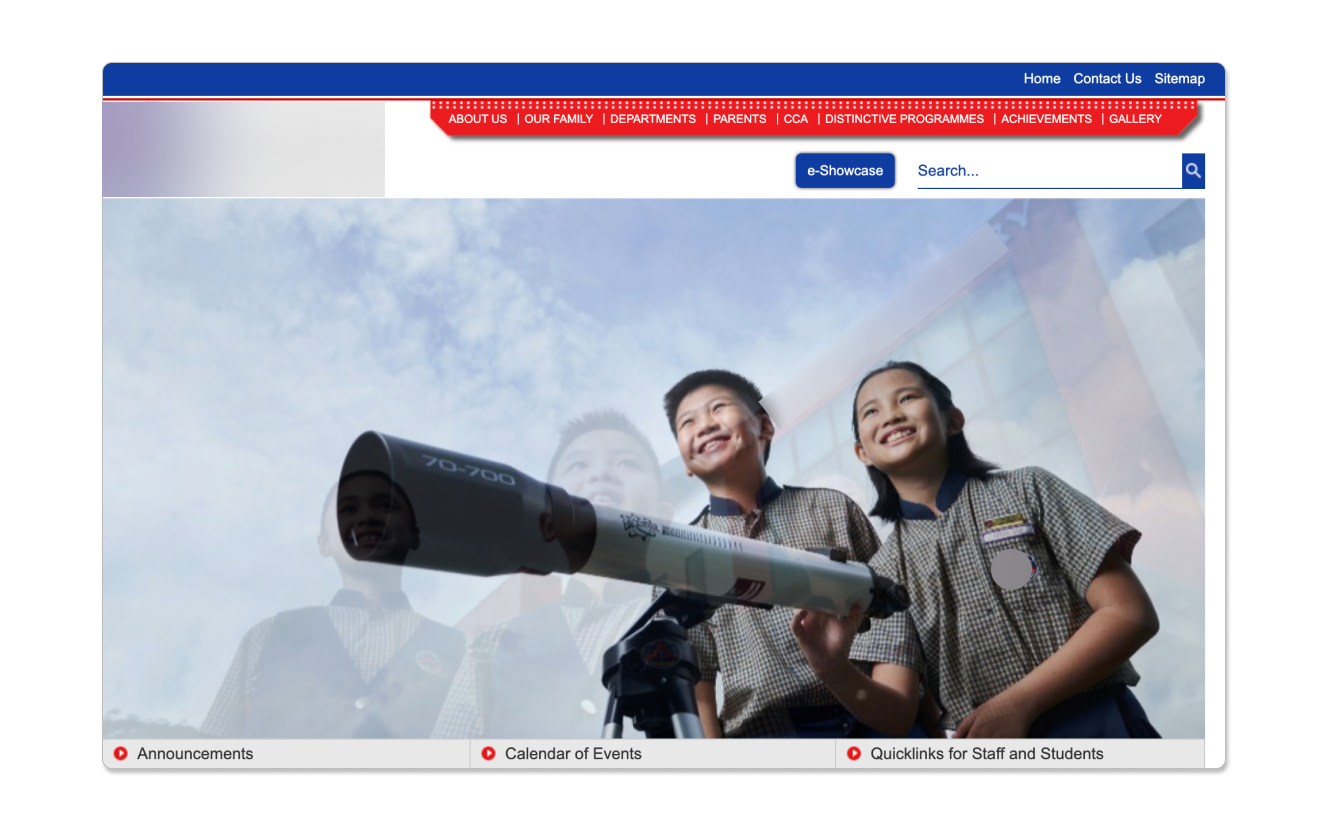 Home Contact Us Sitemap
ABOUT US | OUR FAMILY | DEPARTMENTS | PARENTS | CCA | DISTINCTIVE PROGRAMMES | ACHIEVEMENTS | GALLERY
e-Showcase Search...
70-700
Announcements Calendar of Events Quicklinks for Staff and Students